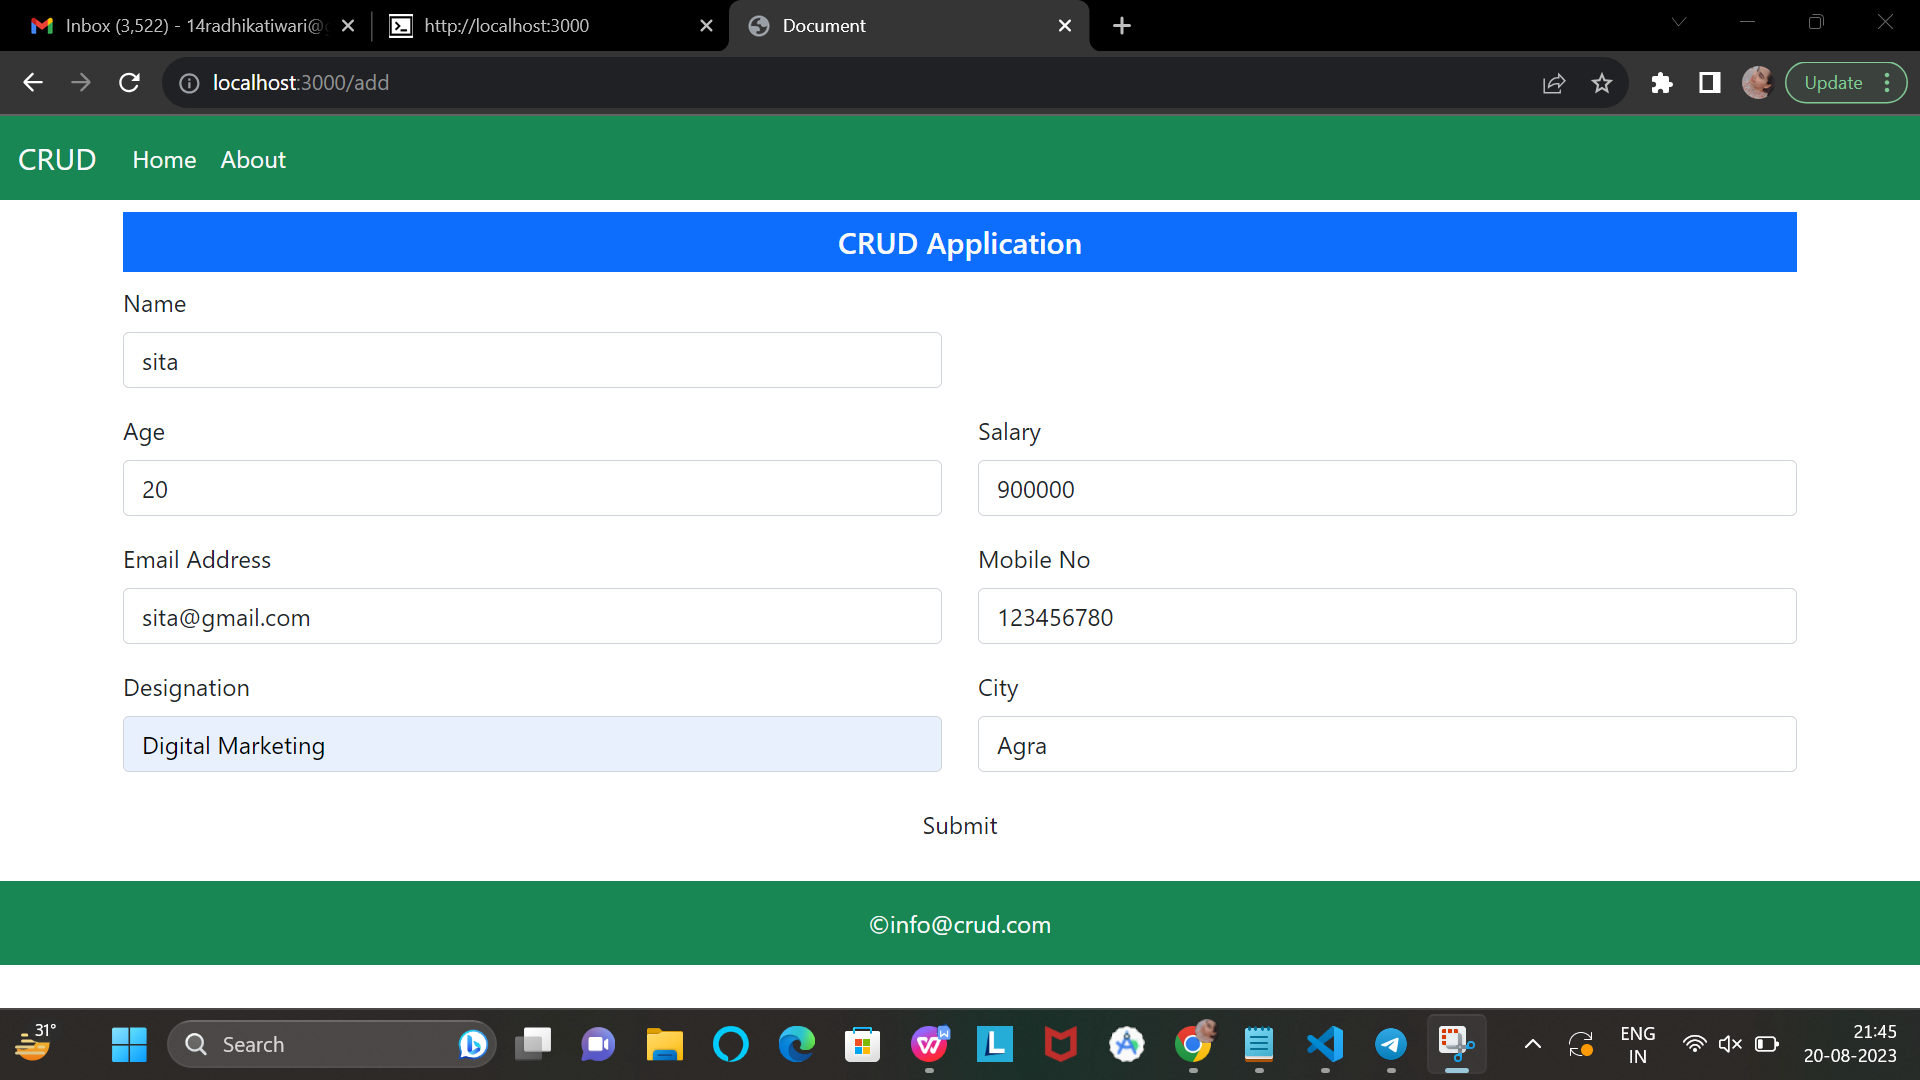 Inbox (3,522) - 14radhikatiwari@
http://localhost:3000
Document
localhost:3000/add
Update
CRUD
Home
About
CRUD Application
Name
sita
Age
Salary
20
900000
Email Address
Mobile No
sita@gmail.com
123456780
Designation
City
Digital Marketing
Agra
Submit
©info@crud.com
31°
Search
ENG
IN
21:45
20-08-2023